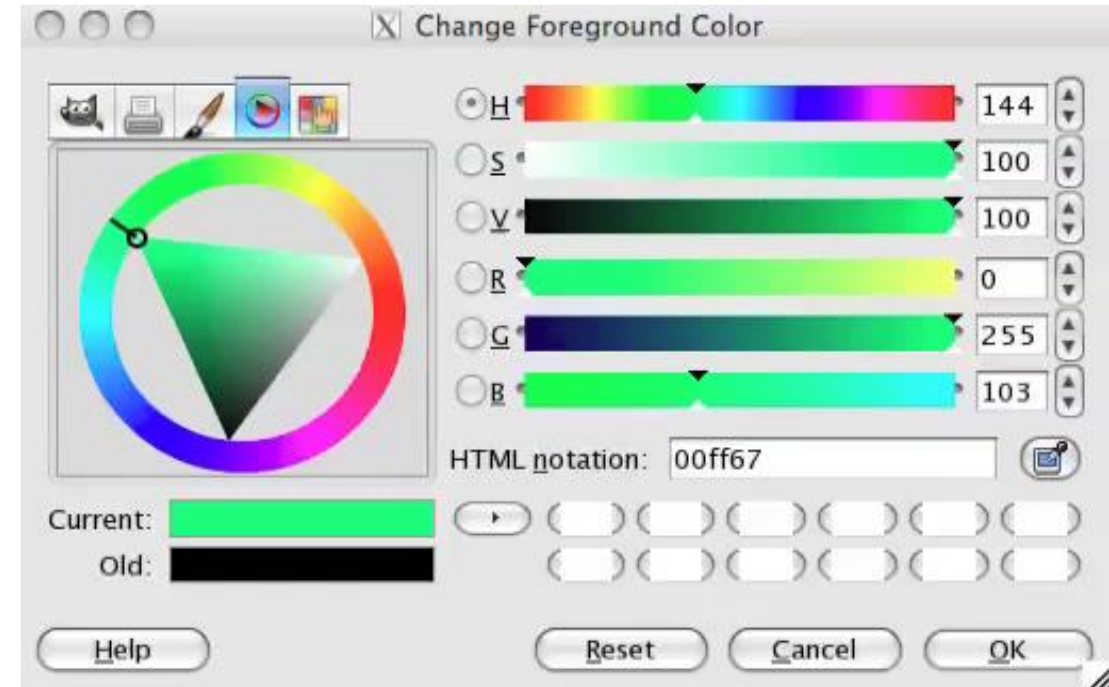 Change Foreground Color
H 144
S 100
V 100
R 0
G 255
B 103
HTML notation: 00ff67
Current:
Old:
Help Reset Cancel OK